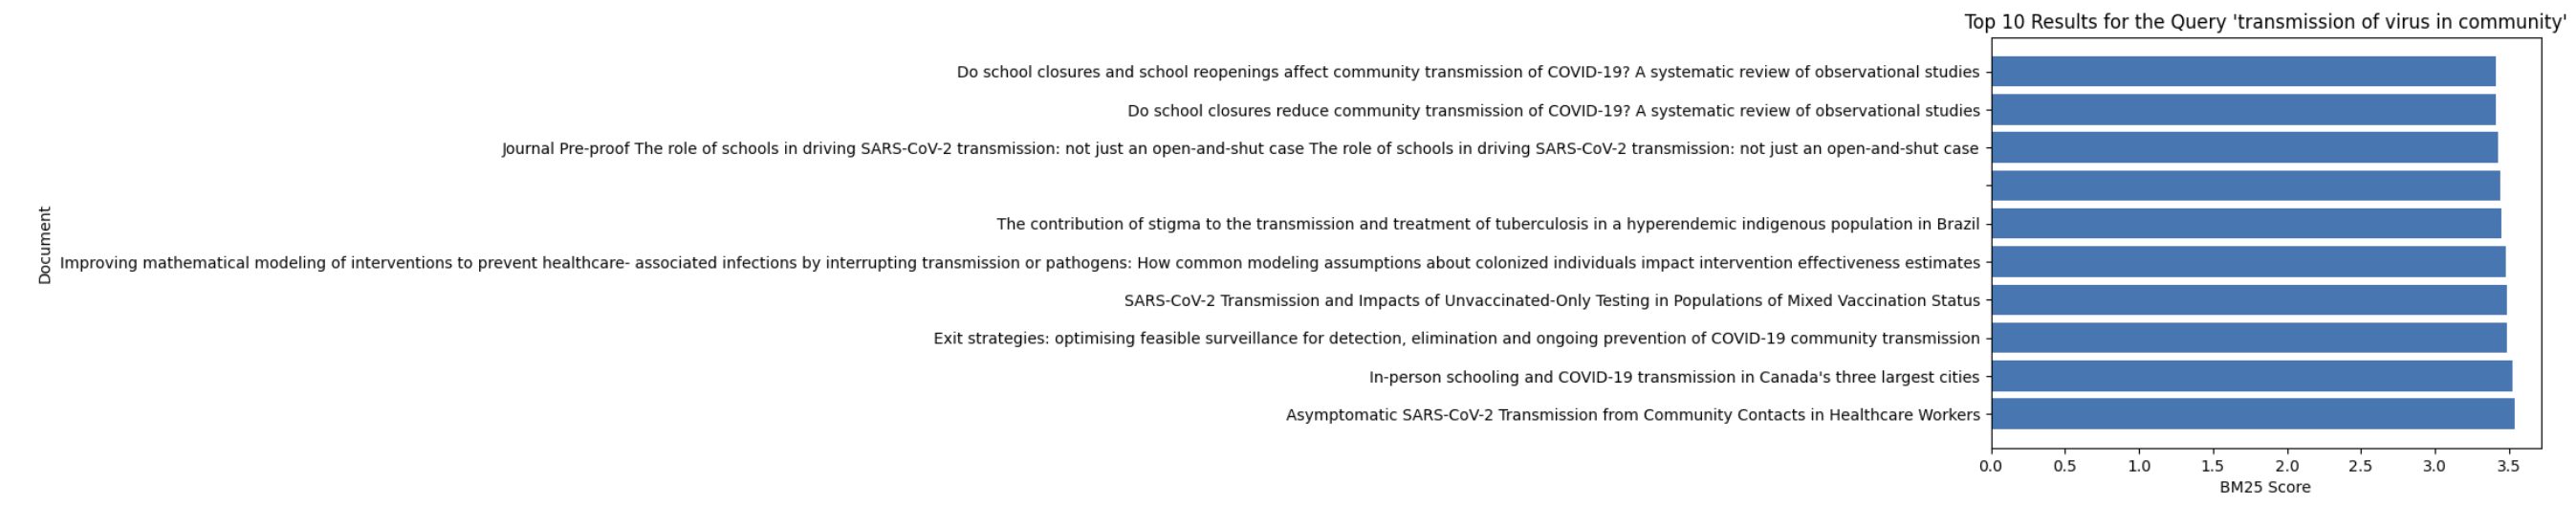 Top 10 Results for the Query 'transmission of virus in community'
Do school closures and school reopenings affect community transmission of COVID-19? A systematic review of observational studies
Do school closures reduce community transmission of COVID-19? A systematic review of observational studies
Journal Pre-proof The role of schools in driving SARS-CoV-2 transmission: not just an open-and-shut case The role of schools in driving SARS-CoV-2 transmission: not just an open-and-shut case
The contribution of stigma to the transmission and treatment of tuberculosis in a hyperendemic indigenous population in Brazil
Document
Improving mathematical modeling of interventions to prevent healthcare- associated infections by interrupting transmission or pathogens: How common modeling assumptions about colonized individuals impact intervention effectiveness estimates
SARS-CoV-2 Transmission and Impacts of Unvaccinated-Only Testing in Populations of Mixed Vaccination Status
Exit strategies: optimising feasible surveillance for detection, elimination and ongoing prevention of COVID-19 community transmission
In-person schooling and COVID-19 transmission in Canada's three largest cities
Asymptomatic SARS-CoV-2 Transmission from Community Contacts in Healthcare Workers
0.0 0.5 1.0 1.5 2.0 2.5 3.0 3.5
BM25 Score